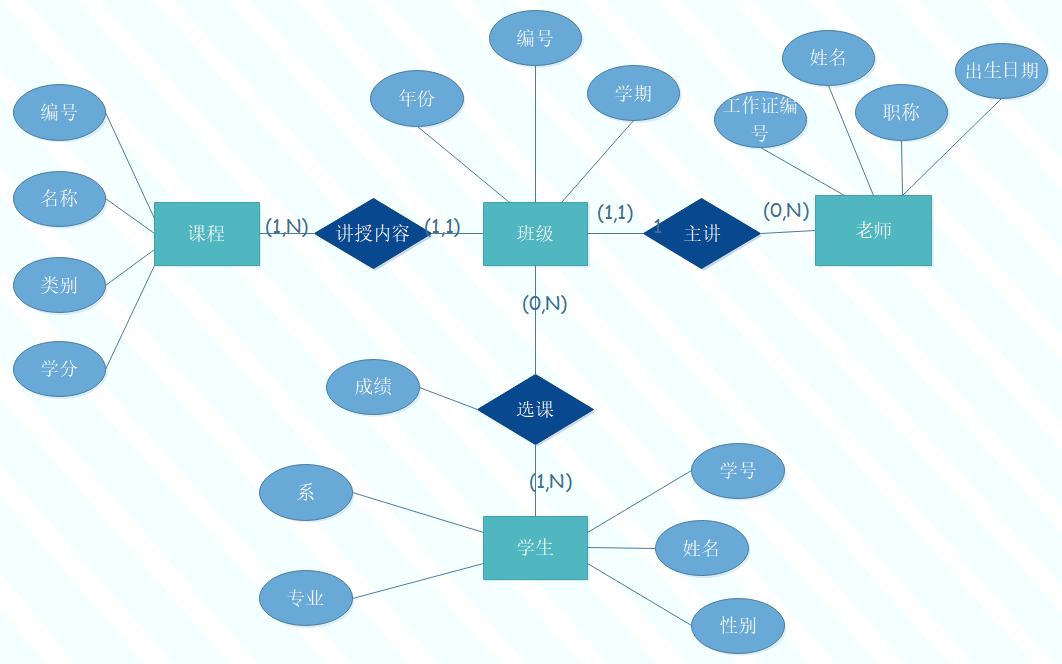 编号
姓名
出生日期
年份
学期
编号
工作证编
号
职称
名称
课程
(1,N)
讲授内容
(1,1)
班级
(1,1)
1
主讲
(0,N)
老师
类别
(0,N)
学分
成绩
选课
系
(1,N)
学号
学生
姓名
专业
性别